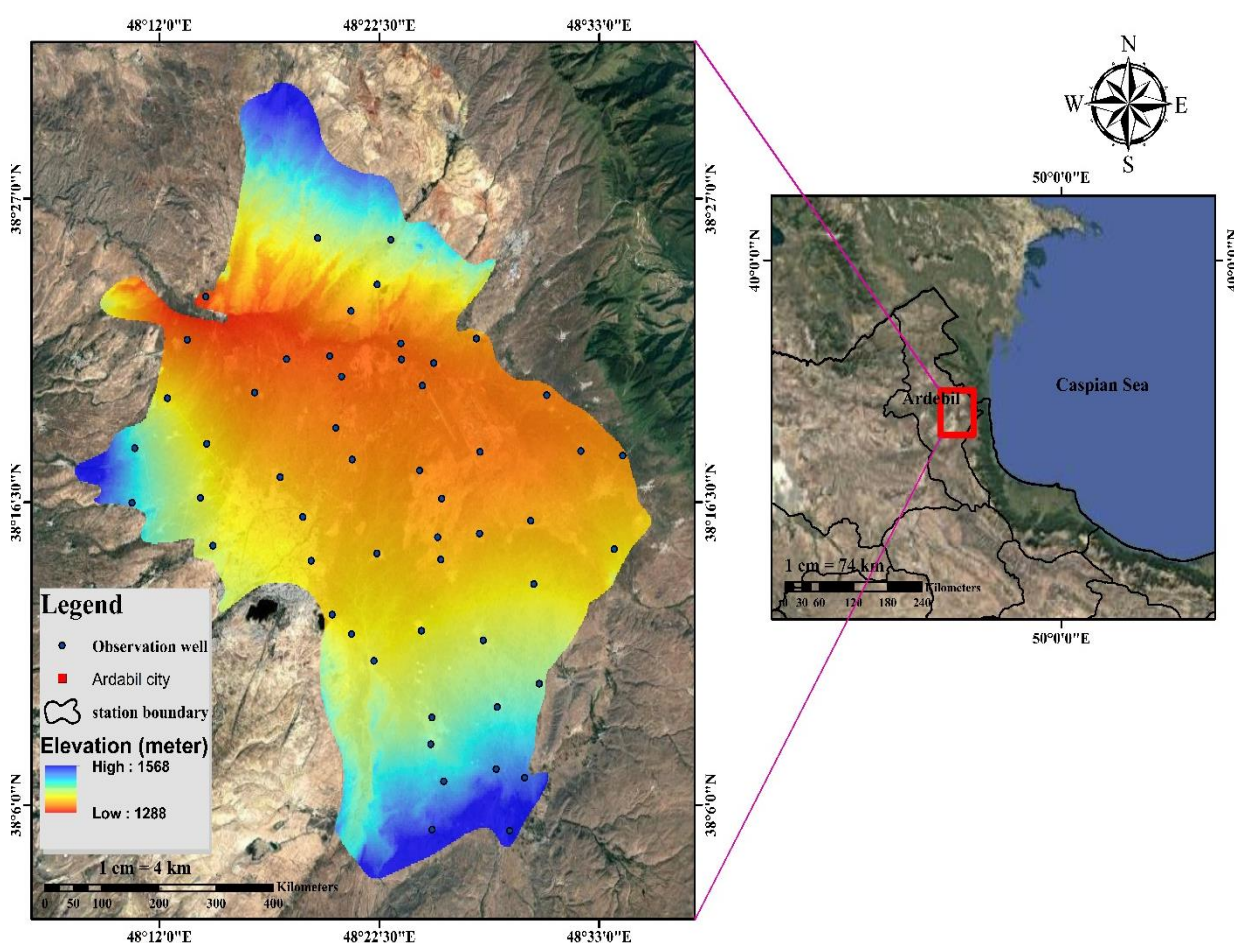 48°12'0"E 48°22'30"E 48°33'0"E
38°27'0"N 38°27'0"N
38°16'30"N 38°16'30"N
38°6'0"N 38°6'0"N
Legend
Observation well
Ardabil city
station boundary
Elevation (meter)
High : 1568
Low : 1288
1 cm = 4 km
Kilometers
0 50 100 200 300 400
48°12'0"E 48°22'30"E 48°33'0"E
N
W E
S
50°0'0"E
40°0'0"N 40°0'0"N
Ardebil
Caspian Sea
1 cm = 74 km
Kilometers
0 30 60 120 180 240
50°0'0"E